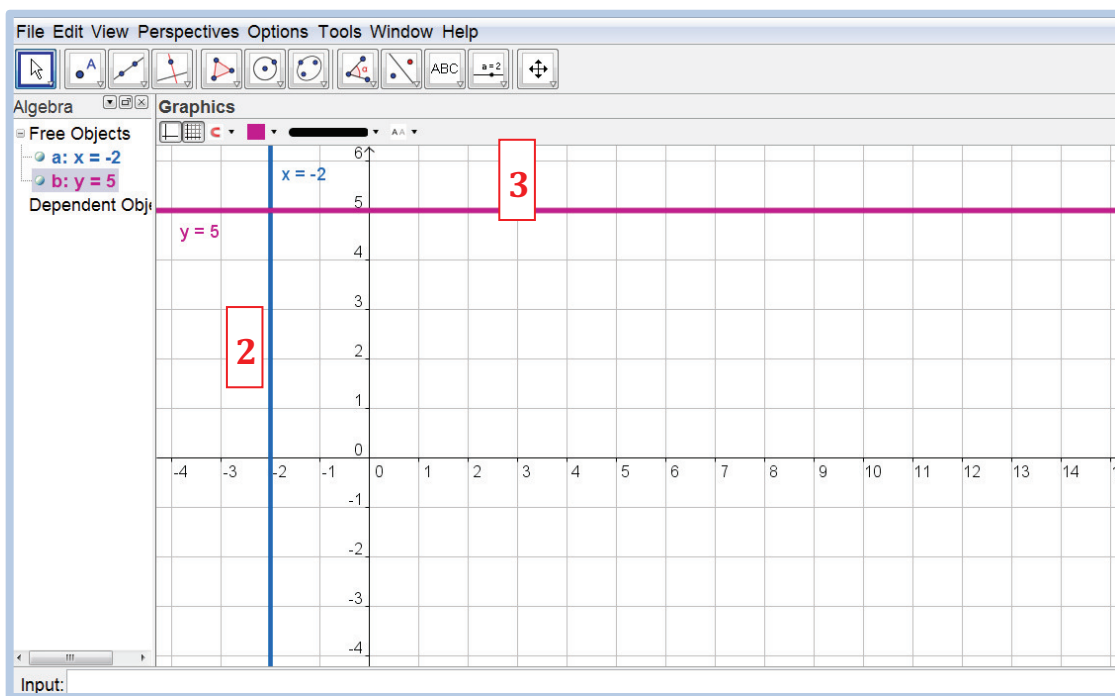 File Edit View Perspectives Options Tools Window Help
A α ABC a=2
Algebra Graphics
Free Objects
a: x = -2
b: y = 5
Dependent Obj
AA
x = -2
y = 5
3
2
6
5
4
3
2
1
0
-4 -3 -2 -1 0 1 2 3 4 5 6 7 8 9 10 11 12 13 14
-1
-2
-3
-4
Input: